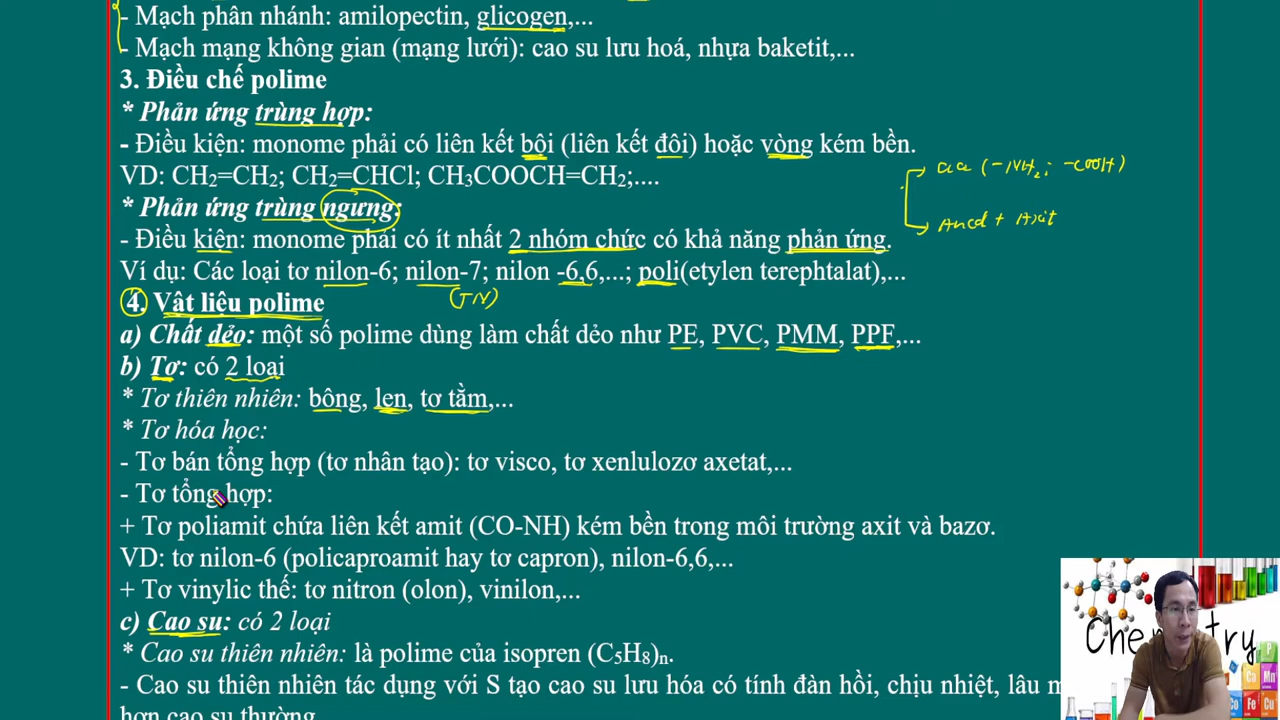 - Mạch phân nhánh: amilopectin, glicogen,...
- Mạch mạng không gian (mạng lưới): cao su lưu hoá, nhựa baketit,...
3. Điều chế polime
* Phản ứng trùng hợp:
- Điều kiện: monome phải có liên kết bội (liên kết đôi) hoặc vòng kém bền.
aa (-NH2; -COOH)
VD: CH2=CH2; CH2=CHCl; CH3COOCH=CH2;....
* Phản ứng trùng ngưng:
Ancol + Axit
- Điều kiện: monome phải có ít nhất 2 nhóm chức có khả năng phản ứng.
Ví dụ: Các loại tơ nilon-6; nilon-7; nilon -6,6,...; poli(etylen terephtalat),...
4. Vật liệu polime
(TN)
a) Chất dẻo: một số polime dùng làm chất dẻo như PE, PVC, PMM, PPF,...
b) Tơ: có 2 loại
* Tơ thiên nhiên: bông, len, tơ tằm,...
* Tơ hóa học:
- Tơ bán tổng hợp (tơ nhân tạo): tơ visco, tơ xenlulozơ axetat,...
- Tơ tổng hợp:
+ Tơ poliamit chứa liên kết amit (CO-NH) kém bền trong môi trường axit và bazơ.
VD: tơ nilon-6 (policaproamit hay tơ capron), nilon-6,6,...
+ Tơ vinylic thế: tơ nitron (olon), vinilon,...
c) Cao su: có 2 loại
* Cao su thiên nhiên: là polime của isopren (C5H8)n.
- Cao su thiên nhiên tác dụng với S tạo cao su lưu hóa có tính đàn hồi, chịu nhiệt, lâu
hơn cao su thường.